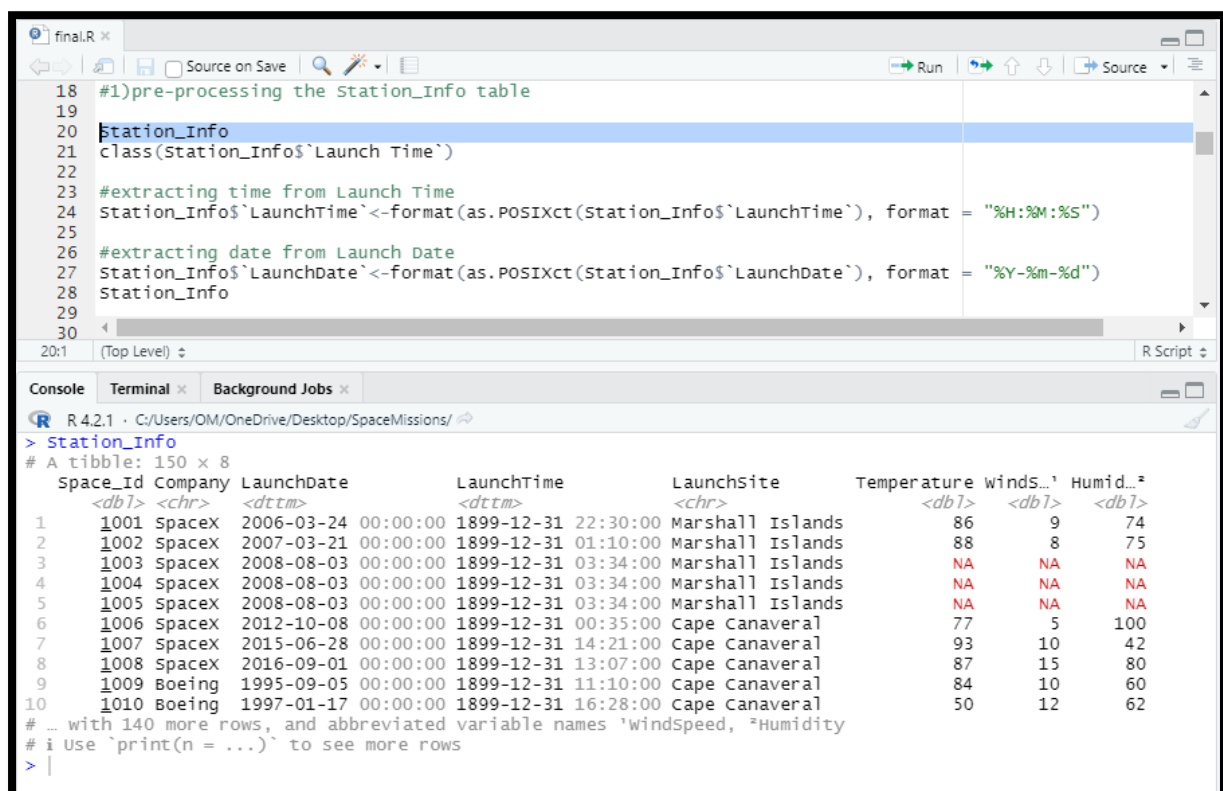 final.R
Source on Save Run Source
18 #1)pre-processing the Station_Info table
19
20 Station_Info
21 class(Station_Info$`Launch Time`)
22
23 #extracting time from Launch Time
24 Station_Info$`LaunchTime`<-format(as.POSIXct(Station_Info$`LaunchTime`), format = "%H:%M:%S")
25
26 #extracting date from Launch Date
27 Station_Info$`LaunchDate`<-format(as.POSIXct(Station_Info$`LaunchDate`), format = "%Y-%m-%d")
28 Station_Info
29
30
20:1 (Top Level) R Script
Console Terminal Background Jobs
R 4.2.1 · C:/Users/OM/OneDrive/Desktop/SpaceMissions/
> Station_Info
# A tibble: 150 × 8
Space_Id Company LaunchDate LaunchTime LaunchSite Temperature WindS…¹ Humid…²
<dbl> <chr> <dttm> <dttm> <chr> <dbl> <dbl> <dbl>
1 1001 SpaceX 2006-03-24 00:00:00 1899-12-31 22:30:00 Marshall Islands 86 9 74
2 1002 SpaceX 2007-03-21 00:00:00 1899-12-31 01:10:00 Marshall Islands 88 8 75
3 1003 SpaceX 2008-08-03 00:00:00 1899-12-31 03:34:00 Marshall Islands NA NA NA
4 1004 SpaceX 2008-08-03 00:00:00 1899-12-31 03:34:00 Marshall Islands NA NA NA
5 1005 SpaceX 2008-08-03 00:00:00 1899-12-31 03:34:00 Marshall Islands NA NA NA
6 1006 SpaceX 2012-10-08 00:00:00 1899-12-31 00:35:00 Cape Canaveral 77 5 100
7 1007 SpaceX 2015-06-28 00:00:00 1899-12-31 14:21:00 Cape Canaveral 93 10 42
8 1008 SpaceX 2016-09-01 00:00:00 1899-12-31 13:07:00 Cape Canaveral 87 15 80
9 1009 Boeing 1995-09-05 00:00:00 1899-12-31 11:10:00 Cape Canaveral 84 10 60
10 1010 Boeing 1997-01-17 00:00:00 1899-12-31 16:28:00 Cape Canaveral 50 12 62
# … with 140 more rows, and abbreviated variable names ¹WindSpeed, ²Humidity
# ℹ Use `print(n = ...)` to see more rows
>